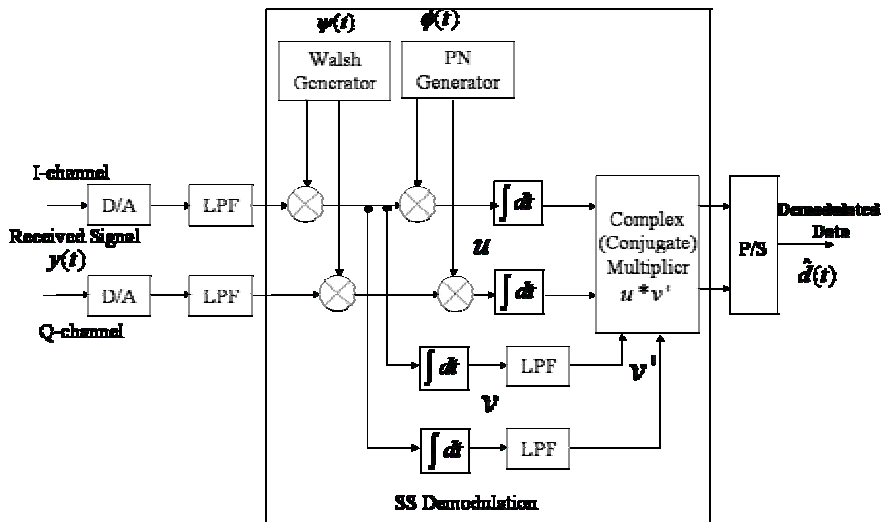 ψ(t)
ϕ(t)
Walsh
Generator
PN
Generator
I-channel
D/A
LPF
∫ dt
Received Signal
y(t)
u
Complex
(Conjugate)
Multiplier
u * v '
P/S
Demodulated
Data
d̂(t)
D/A
LPF
∫ dt
Q-channel
∫ dt
LPF
v
v '
∫ dt
LPF
SS Demodulation